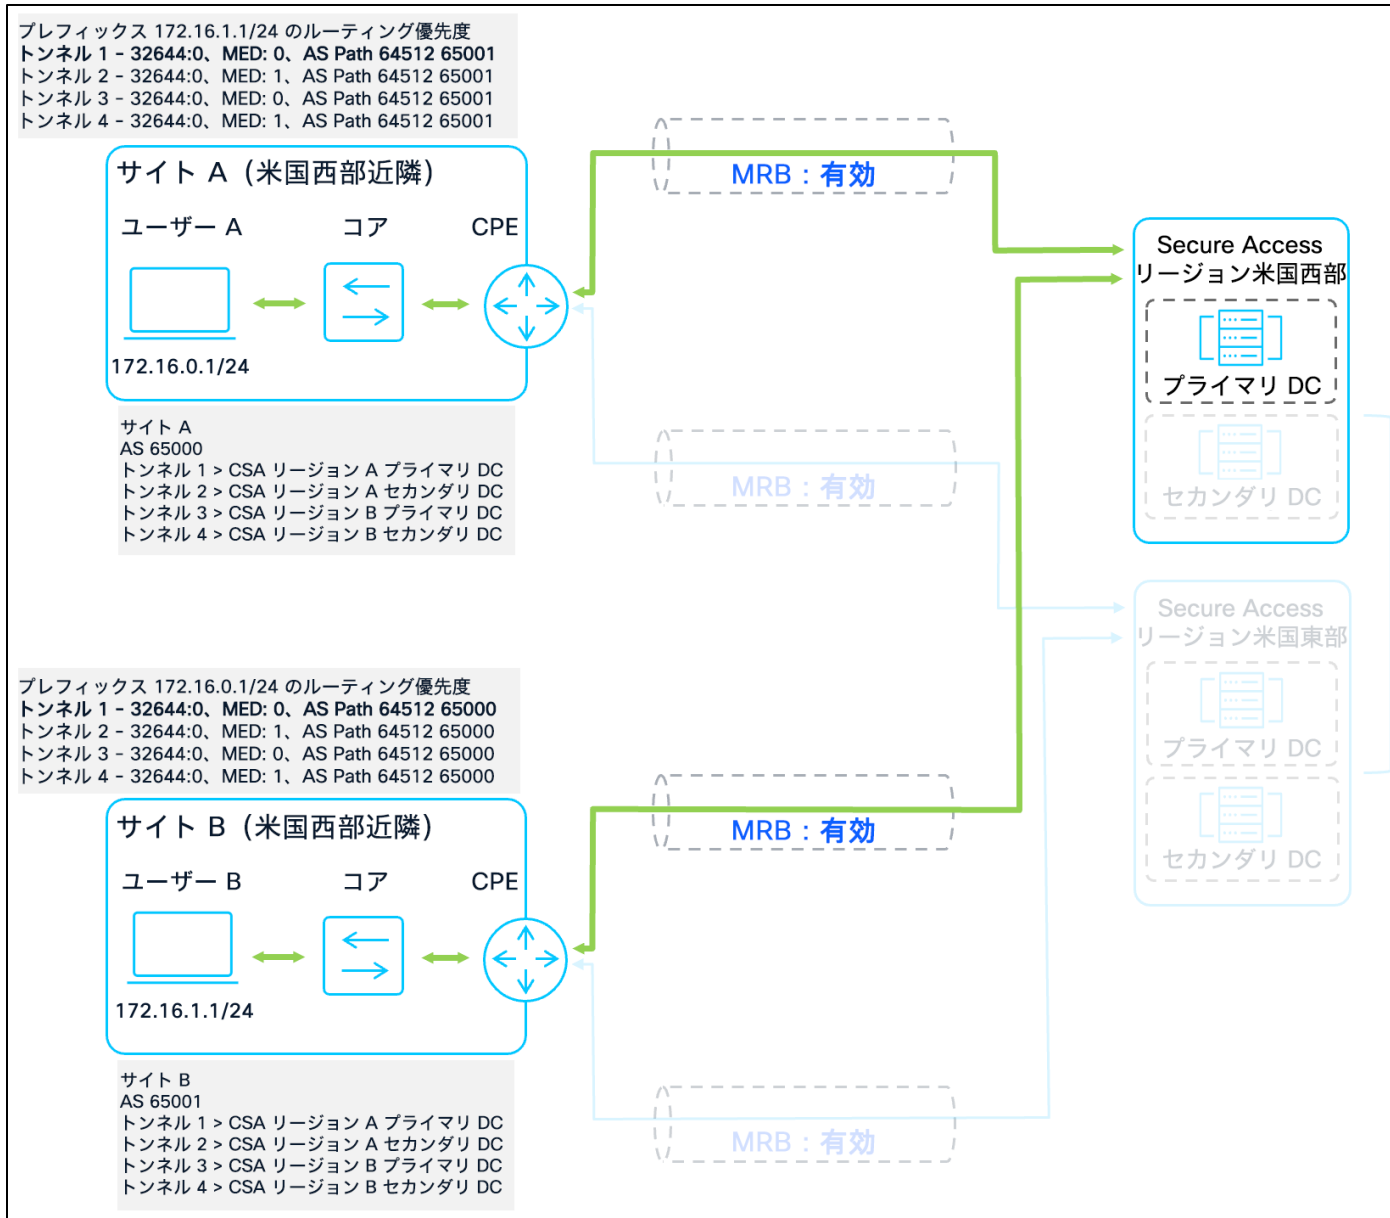 プレフィックス 172.16.1.1/24 のルーティング優先度
トンネル 1 - 32644:0、MED: 0、AS Path 64512 65001
トンネル 2 - 32644:0、MED: 1、AS Path 64512 65001
トンネル 3 - 32644:0、MED: 0、AS Path 64512 65001
トンネル 4 - 32644:0、MED: 1、AS Path 64512 65001
サイト A（米国西部近隣）
ユーザー A
コア
CPE
172.16.0.1/24
サイト A
AS 65000
トンネル 1 > CSA リージョン A プライマリ DC
トンネル 2 > CSA リージョン A セカンダリ DC
トンネル 3 > CSA リージョン B プライマリ DC
トンネル 4 > CSA リージョン B セカンダリ DC
MRB：有効
MRB：有効
Secure Access
リージョン米国西部
プライマリ DC
セカンダリ DC
Secure Access
リージョン米国東部
プライマリ DC
セカンダリ DC
プレフィックス 172.16.0.1/24 のルーティング優先度
トンネル 1 - 32644:0、MED: 0、AS Path 64512 65000
トンネル 2 - 32644:0、MED: 1、AS Path 64512 65000
トンネル 3 - 32644:0、MED: 0、AS Path 64512 65000
トンネル 4 - 32644:0、MED: 1、AS Path 64512 65000
サイト B（米国西部近隣）
ユーザー B
コア
CPE
172.16.1.1/24
サイト B
AS 65001
トンネル 1 > CSA リージョン A プライマリ DC
トンネル 2 > CSA リージョン A セカンダリ DC
トンネル 3 > CSA リージョン B プライマリ DC
トンネル 4 > CSA リージョン B セカンダリ DC
MRB：有効
MRB：有効